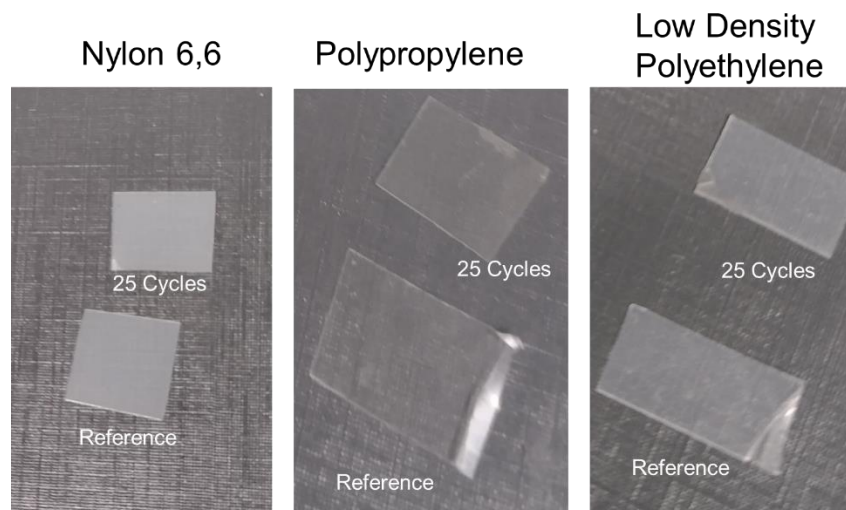 Nylon 6,6
Polypropylene
Low Density
Polyethylene
25 Cycles
Reference
25 Cycles
Reference
25 Cycles
Reference